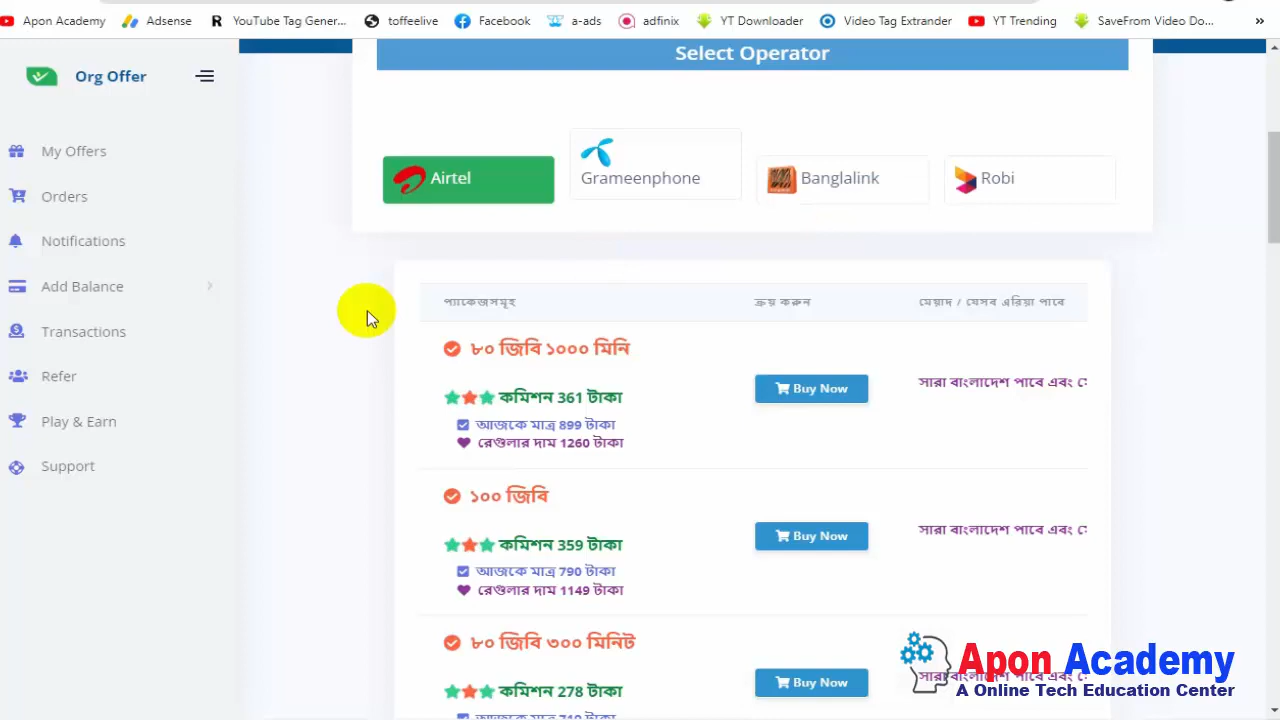 Apon Academy Adsense YouTube Tag Gener... toffeelive Facebook a-ads adfinix YT Downloader Video Tag Extrander YT Trending SaveFrom Video Do... »
Org Offer
My Offers
Orders
Notifications
Add Balance
Transactions
Refer
Play & Earn
Support
Select Operator
Airtel
Grameenphone
Banglalink
Robi
প্যাকেজসমূহ ক্রয় করুন মেয়াদ / যেসব এরিয়া পাবে
৮০ জিবি ১০০০ মিনি
কমিশন 361 টাকা
আজকে মাত্র 899 টাকা
রেগুলার দাম 1260 টাকা
Buy Now
সারা বাংলাদেশ পাবে এবং
১০০ জিবি
কমিশন 359 টাকা
আজকে মাত্র 790 টাকা
রেগুলার দাম 1149 টাকা
Buy Now
সারা বাংলাদেশ পাবে এবং
৮০ জিবি ৩০০ মিনিট
কমিশন 278 টাকা
Buy Now
Apon Academy
A Online Tech Education Center